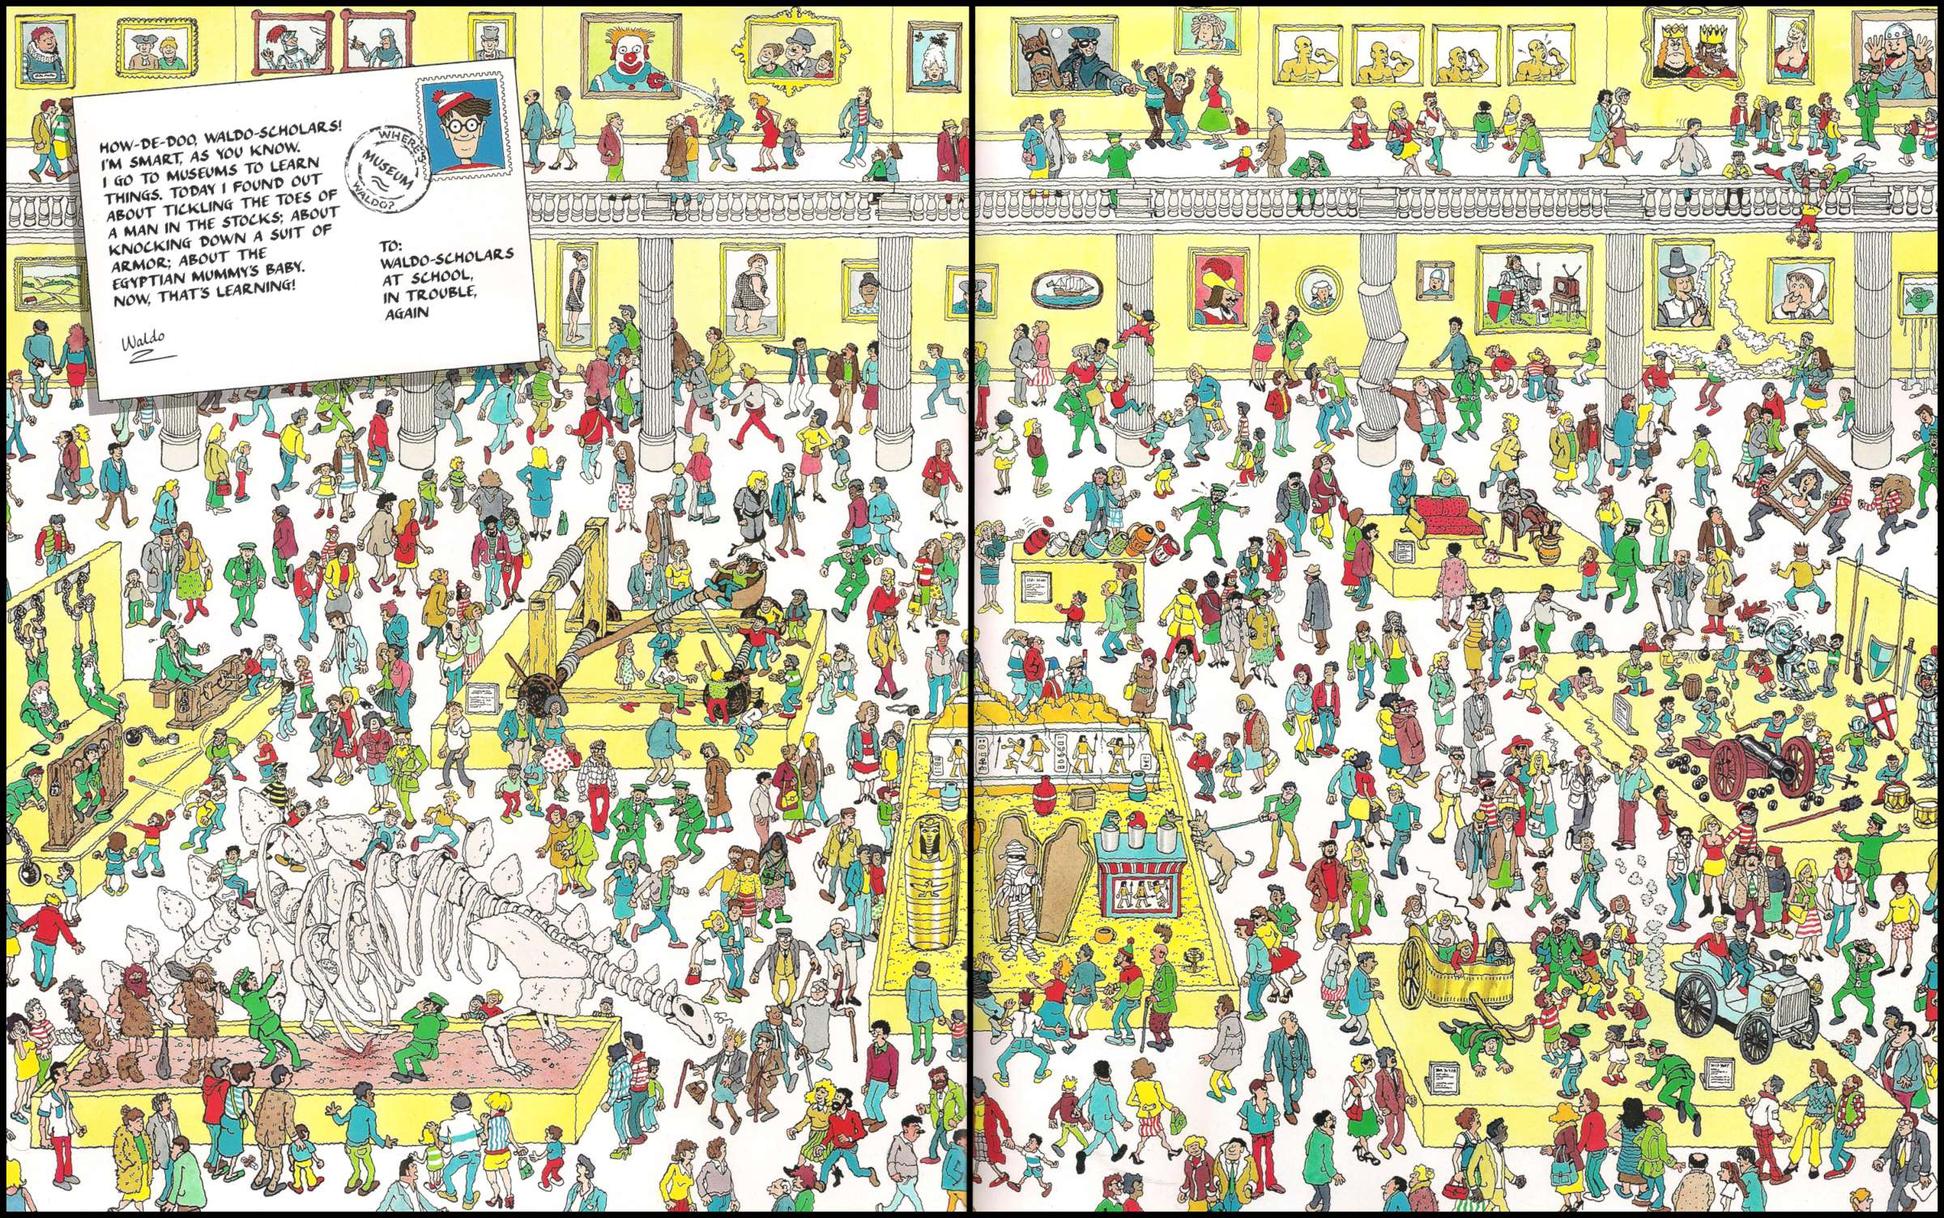 HOW-DE-DOO, WALDO-SCHOLARS!
I'M SMART, AS YOU KNOW.
I GO TO MUSEUMS TO LEARN
THINGS. TODAY I FOUND OUT
ABOUT TICKLING THE TOES OF
A MAN IN THE STOCKS; ABOUT
KNOCKING DOWN A SUIT OF
ARMOR; ABOUT THE
EGYPTIAN MUMMY'S BABY.
NOW, THAT'S LEARNING!
Waldo
WHERE'S
MUSEUM
WALDO?
TO:
WALDO-SCHOLARS
AT SCHOOL,
IN TROUBLE,
AGAIN